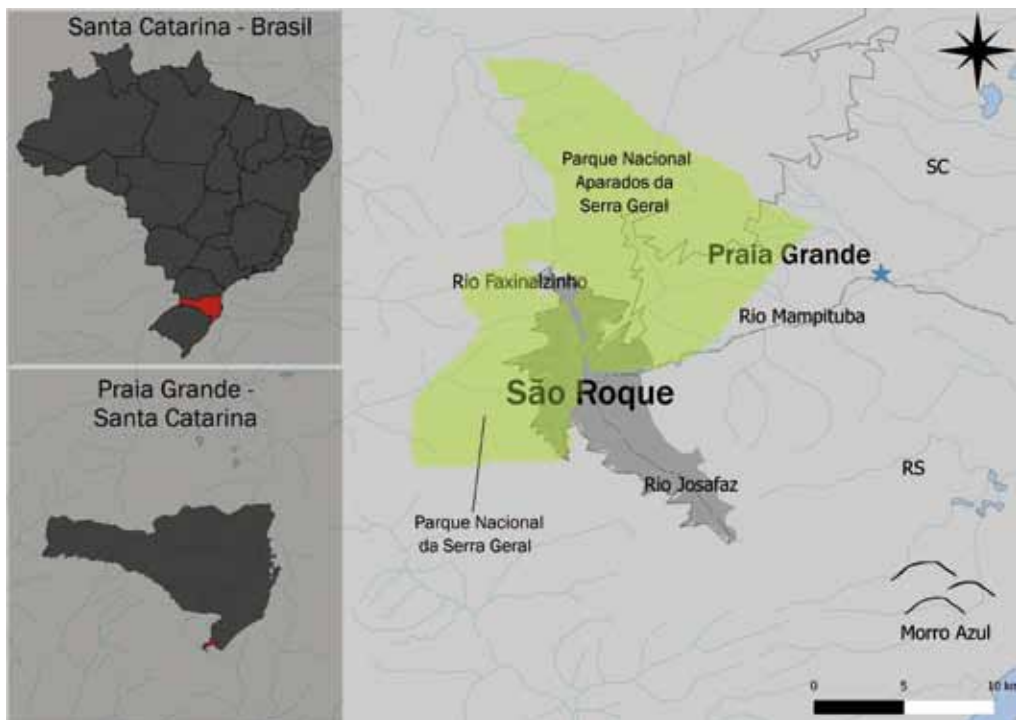 Santa Catarina - Brasil
Praia Grande -
Santa Catarina
Parque Nacional
Aparados da
Serra Geral
SC
Praia Grande
Rio Faxinalzinho
Rio Mampituba
São Roque
RS
Rio Josafaz
Parque Nacional
da Serra Geral
Morro Azul
0 5 10 km